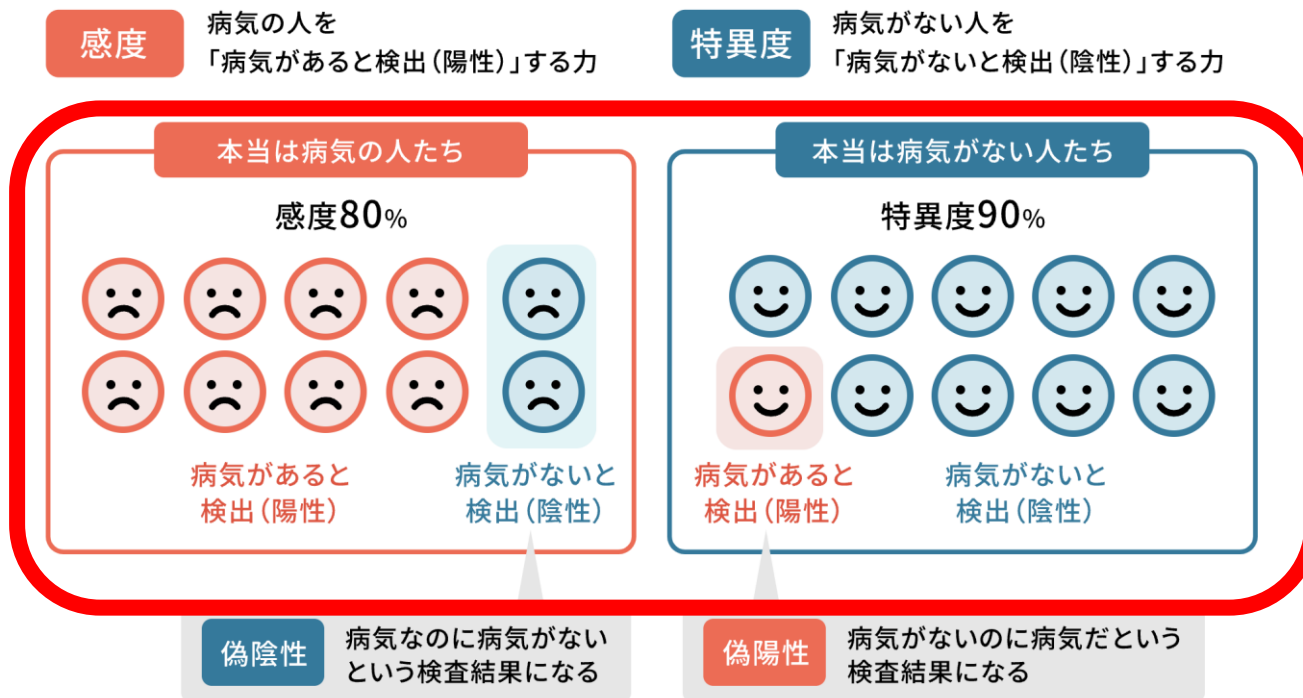 感度
病気の人を
「病気があると検出(陽性)」する力
特異度
病気がない人を
「病気がないと検出(陰性)」する力
本当は病気の人たち
感度80%
病気があると
検出(陽性)
病気がないと
検出(陰性)
本当は病気がない人たち
特異度90%
病気があると
検出(陽性)
病気がないと
検出(陰性)
偽陰性
病気なのに病気がない
という検査結果になる
偽陽性
病気がないのに病気だという
検査結果になる